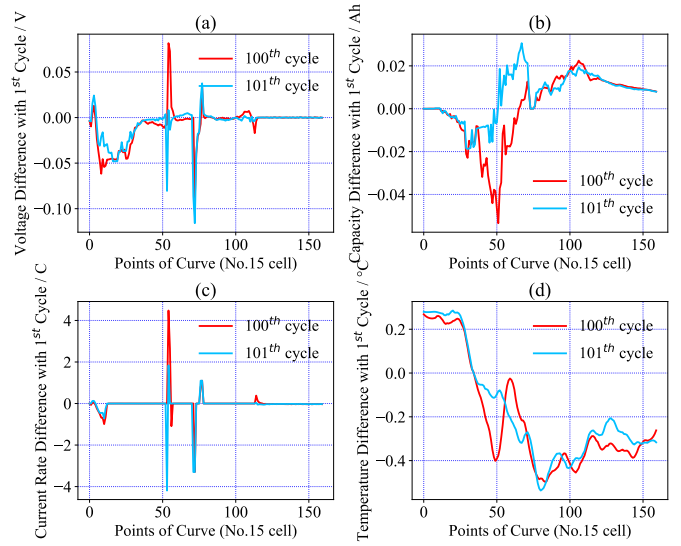 (a)
Voltage Difference with 1st Cycle / V
0.05
0.00
−0.05
−0.10
100th cycle
101th cycle
0
50
100
150
Points of Curve (No.15 cell)
(b)
Capacity Difference with 1st Cycle / Ah
0.02
0.00
−0.02
−0.04
100th cycle
101th cycle
0
50
100
150
Points of Curve (No.15 cell)
(c)
Current Rate Difference with 1st Cycle / C
4
2
0
−2
−4
100th cycle
101th cycle
0
50
100
150
Points of Curve (No.15 cell)
(d)
Temperature Difference with 1st Cycle / °C
0.2
0.0
−0.2
−0.4
100th cycle
101th cycle
0
50
100
150
Points of Curve (No.15 cell)